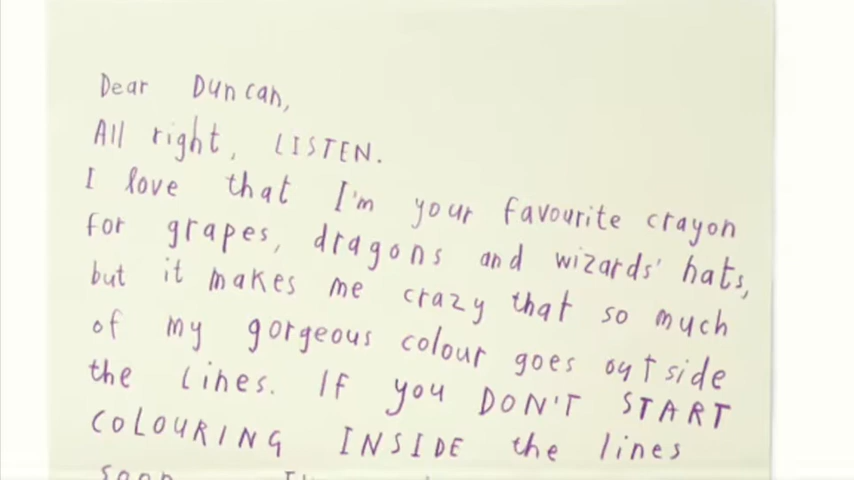 Dear Duncan,
All right, LISTEN.
I love that I'm your favourite crayon
for grapes, dragons and wizards' hats,
but it makes me crazy that so much
of my gorgeous colour goes outside
the lines. If you DON'T START
COLOURING INSIDE the lines
soon